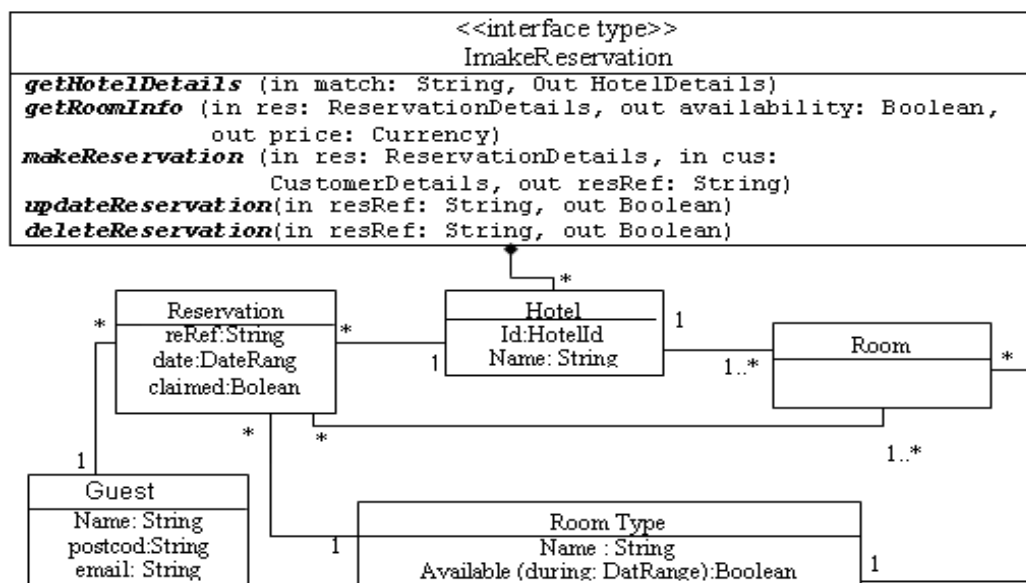 <<interface type>>
ImakeReservation
getHotelDetails (in match: String, Out HotelDetails)
getRoomInfo (in res: ReservationDetails, out availability: Boolean,
out price: Currency)
makeReservation (in res: ReservationDetails, in cus:
CustomerDetails, out resRef: String)
updateReservation(in resRef: String, out Boolean)
deleteReservation(in resRef: String, out Boolean)
*
Reservation
reRef:String
date:DateRang
claimed:Bolean
*
*
Hotel
Id:HotelId
Name: String
1
1
1..*
Room
*
*
*
1..*
1
Guest
Name: String
postcod:String
email: String
1
Room Type
Name : String
Available (during: DatRange):Boolean
1